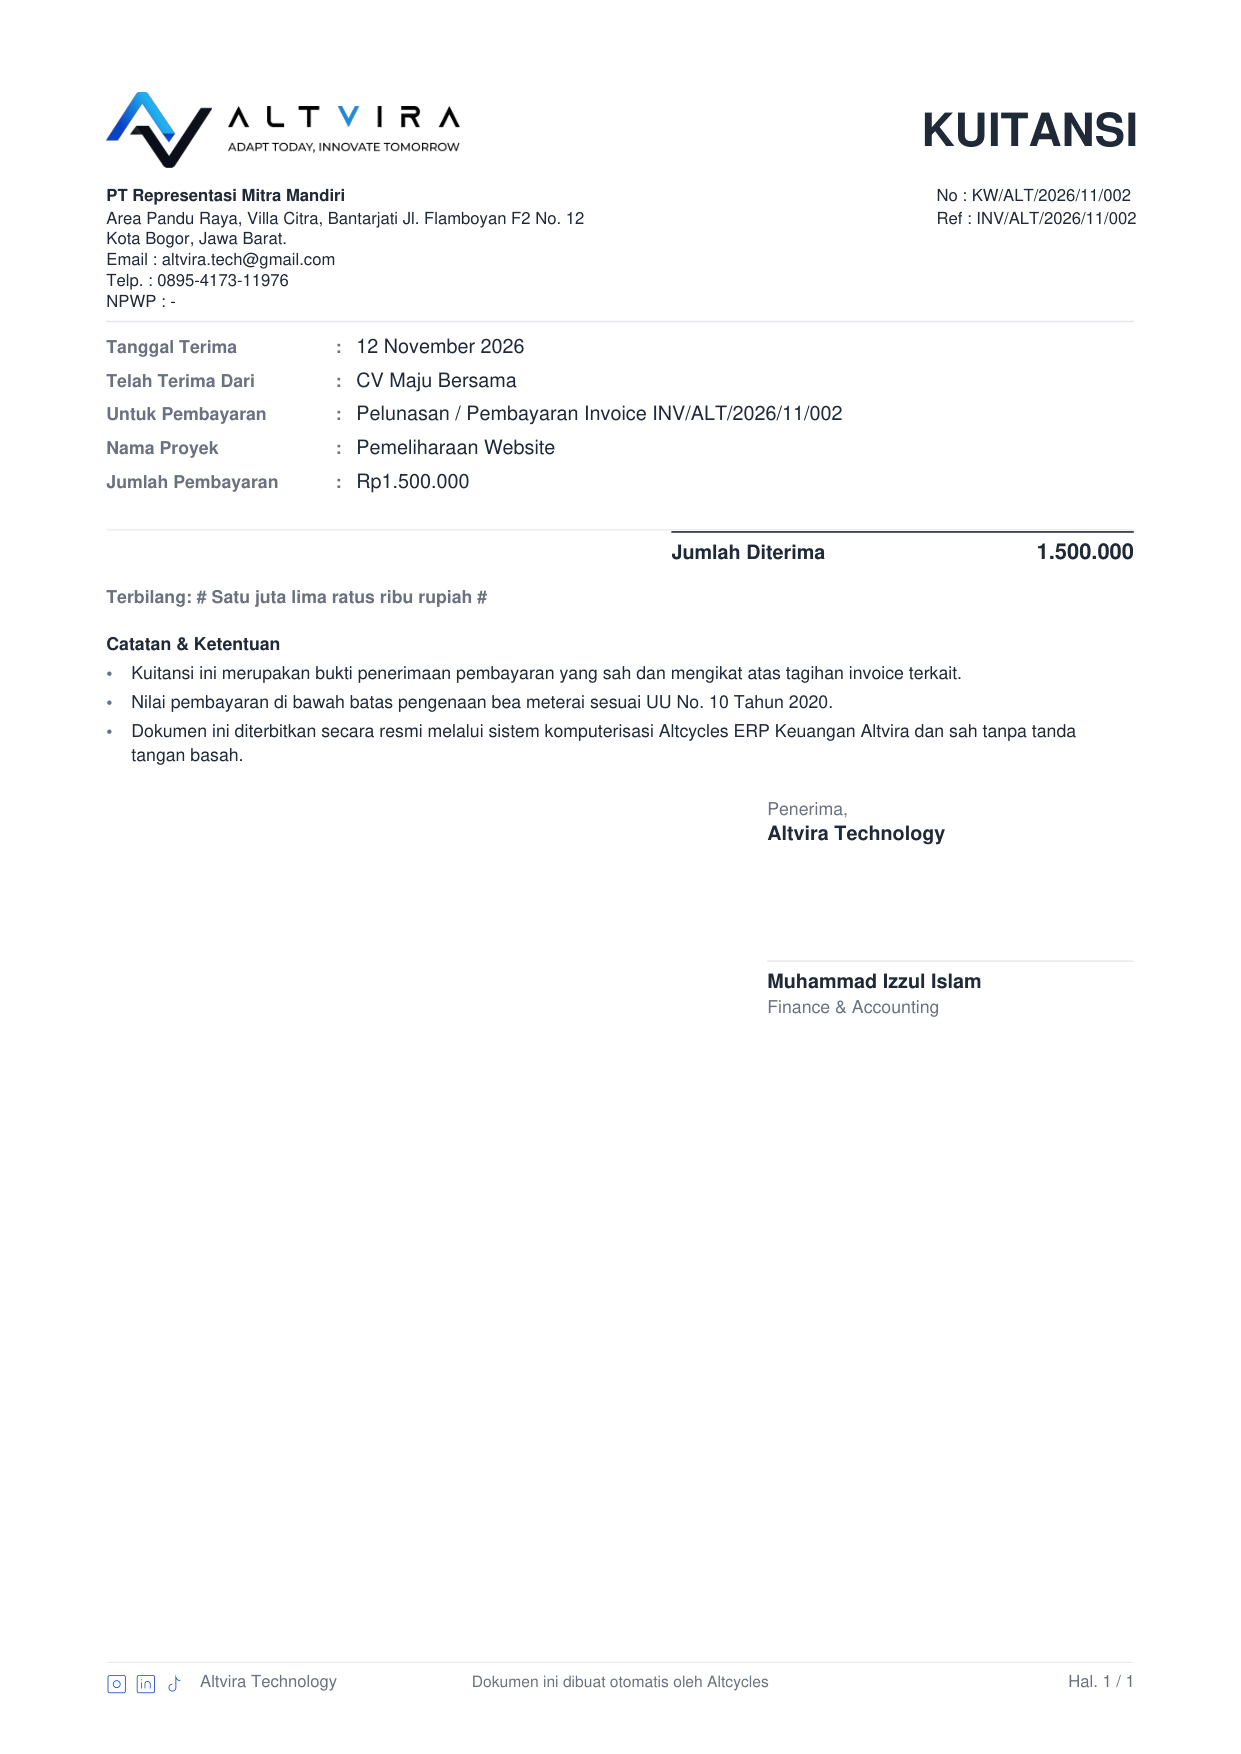 ALTVIRA
ADAPT TODAY, INNOVATE TOMORROW
KUITANSI
PT Representasi Mitra Mandiri
Area Pandu Raya, Villa Citra, Bantarjati Jl. Flamboyan F2 No. 12
Kota Bogor, Jawa Barat.
Email : altvira.tech@gmail.com
Telp. : 0895-4173-11976
NPWP : -
No : KW/ALT/2026/11/002
Ref : INV/ALT/2026/11/002
Tanggal Terima : 12 November 2026
Telah Terima Dari : CV Maju Bersama
Untuk Pembayaran : Pelunasan / Pembayaran Invoice INV/ALT/2026/11/002
Nama Proyek : Pemeliharaan Website
Jumlah Pembayaran : Rp1.500.000
Jumlah Diterima 1.500.000
Terbilang: # Satu juta lima ratus ribu rupiah #
Catatan & Ketentuan
• Kuitansi ini merupakan bukti penerimaan pembayaran yang sah dan mengikat atas tagihan invoice terkait.
• Nilai pembayaran di bawah batas pengenaan bea meterai sesuai UU No. 10 Tahun 2020.
• Dokumen ini diterbitkan secara resmi melalui sistem komputerisasi Altcycles ERP Keuangan Altvira dan sah tanpa tanda
tangan basah.
Penerima,
Altvira Technology
Muhammad Izzul Islam
Finance & Accounting
Altvira Technology Dokumen ini dibuat otomatis oleh Altcycles Hal. 1 / 1